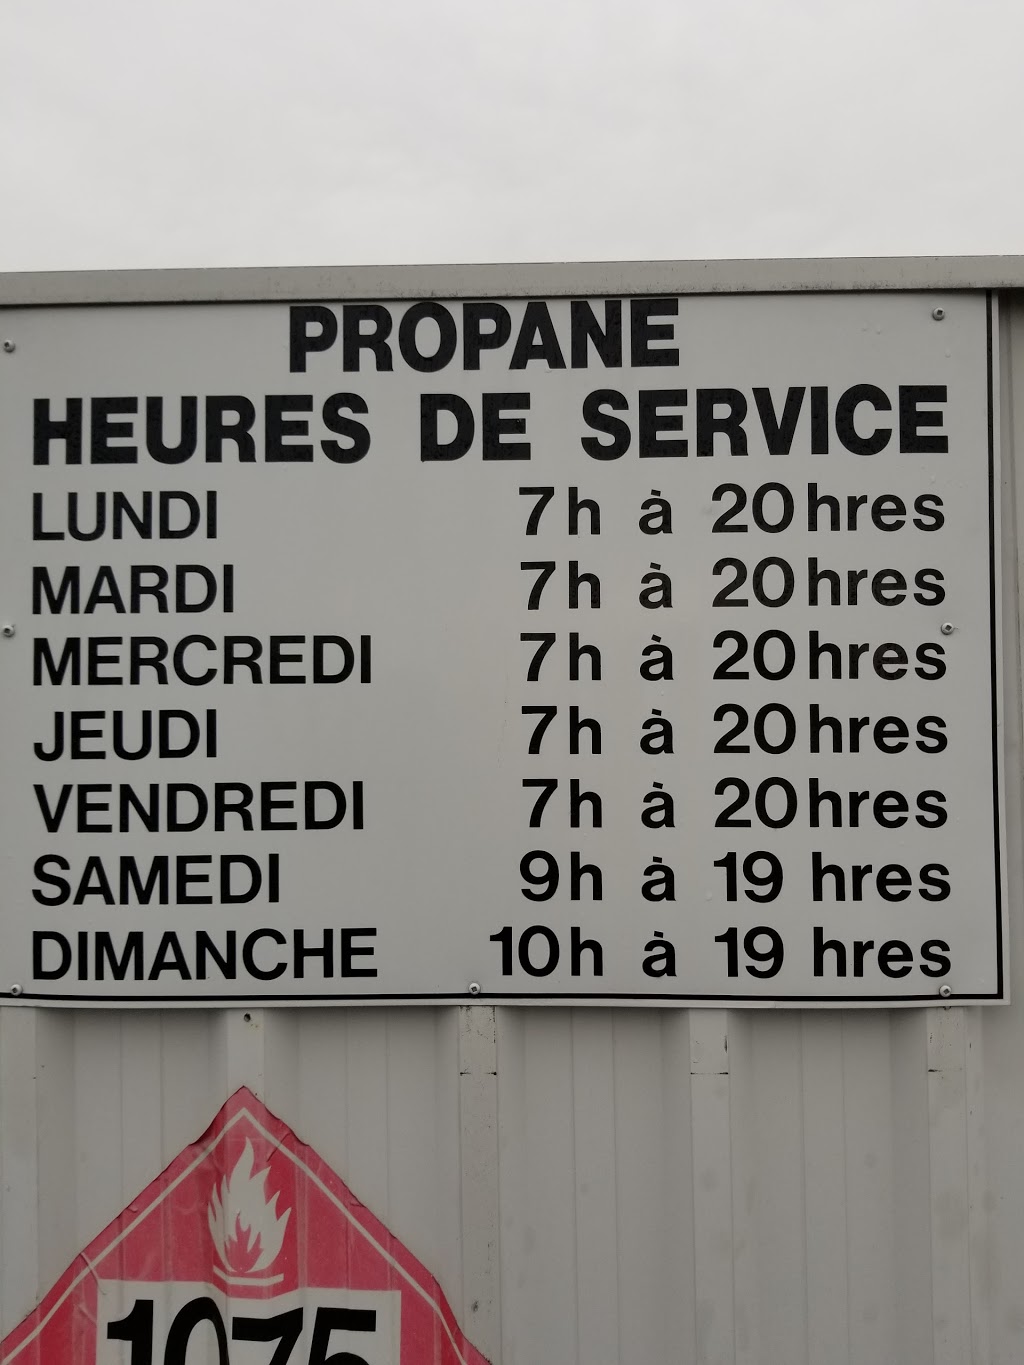 PROPANE
HEURES DE SERVICE
LUNDI 7h à 20hres
MARDI 7h à 20hres
MERCREDI 7h à 20hres
JEUDI 7h à 20hres
VENDREDI 7h à 20hres
SAMEDI 9h à 19 hres
DIMANCHE 10h à 19 hres
1075